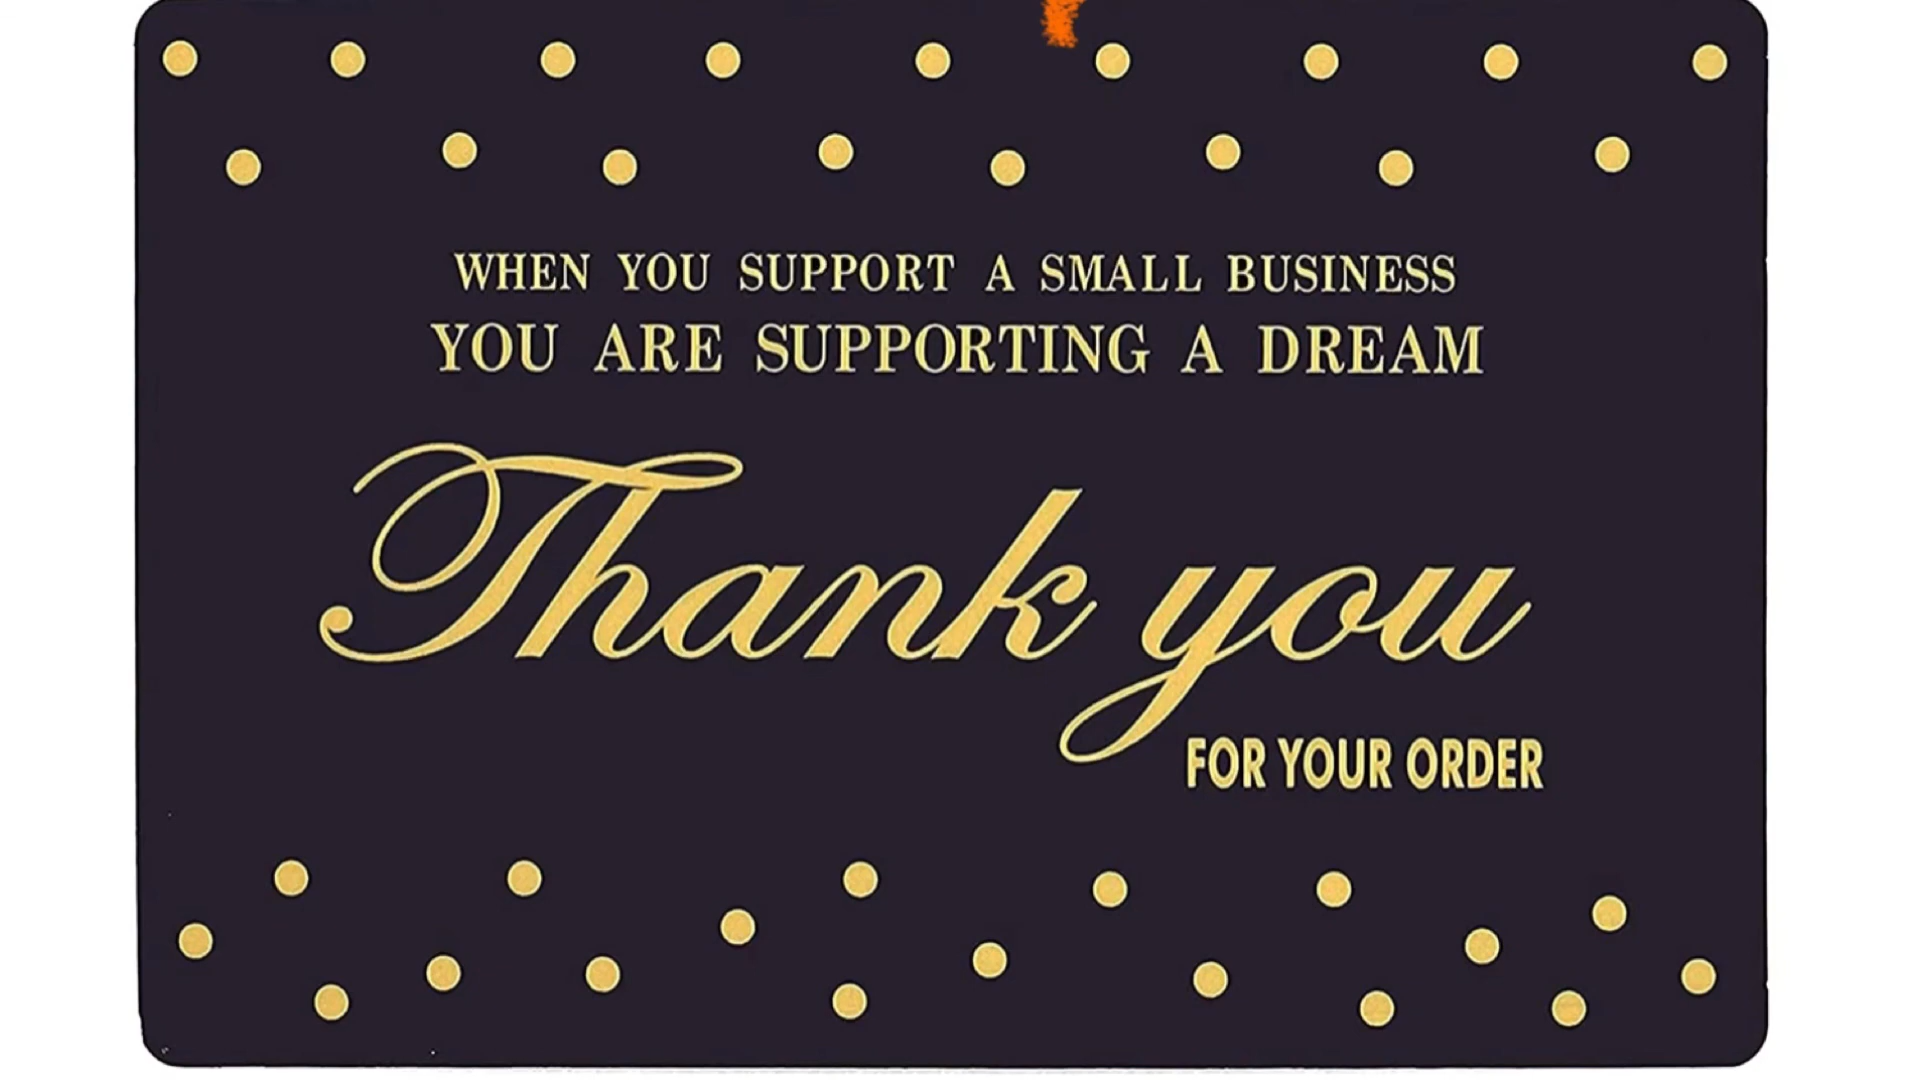 WHEN YOU SUPPORT A SMALL BUSINESS
YOU ARE SUPPORTING A DREAM
Thank you
FOR YOUR ORDER